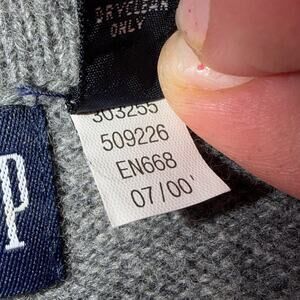 DRYCLEAN
ONLY
303255
509226
EN668
07/00'
P